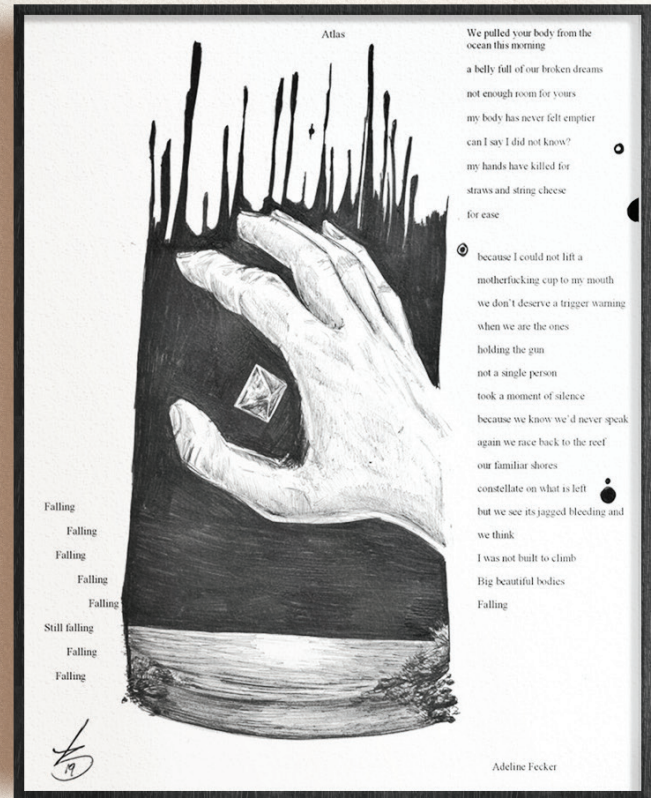 Atlas
We pulled your body from the
ocean this morning
a belly full of our broken dreams
not enough room for yours
my body has never felt emptier
can I say I did not know?
my hands have killed for
straws and string cheese
for ease
because I could not lift a
motherfucking cup to my mouth
we don't deserve a trigger warning
when we are the ones
holding the gun
not a single person
took a moment of silence
because we know we'd never speak
again we race back to the reef
our familiar shores
constellate on what is left
but we see its jagged bleeding and
we think
I was not built to climb
Big beautiful bodies
Falling
Falling
Falling
Falling
Falling
Falling
Still falling
Falling
Falling
19
Adeline Fecker